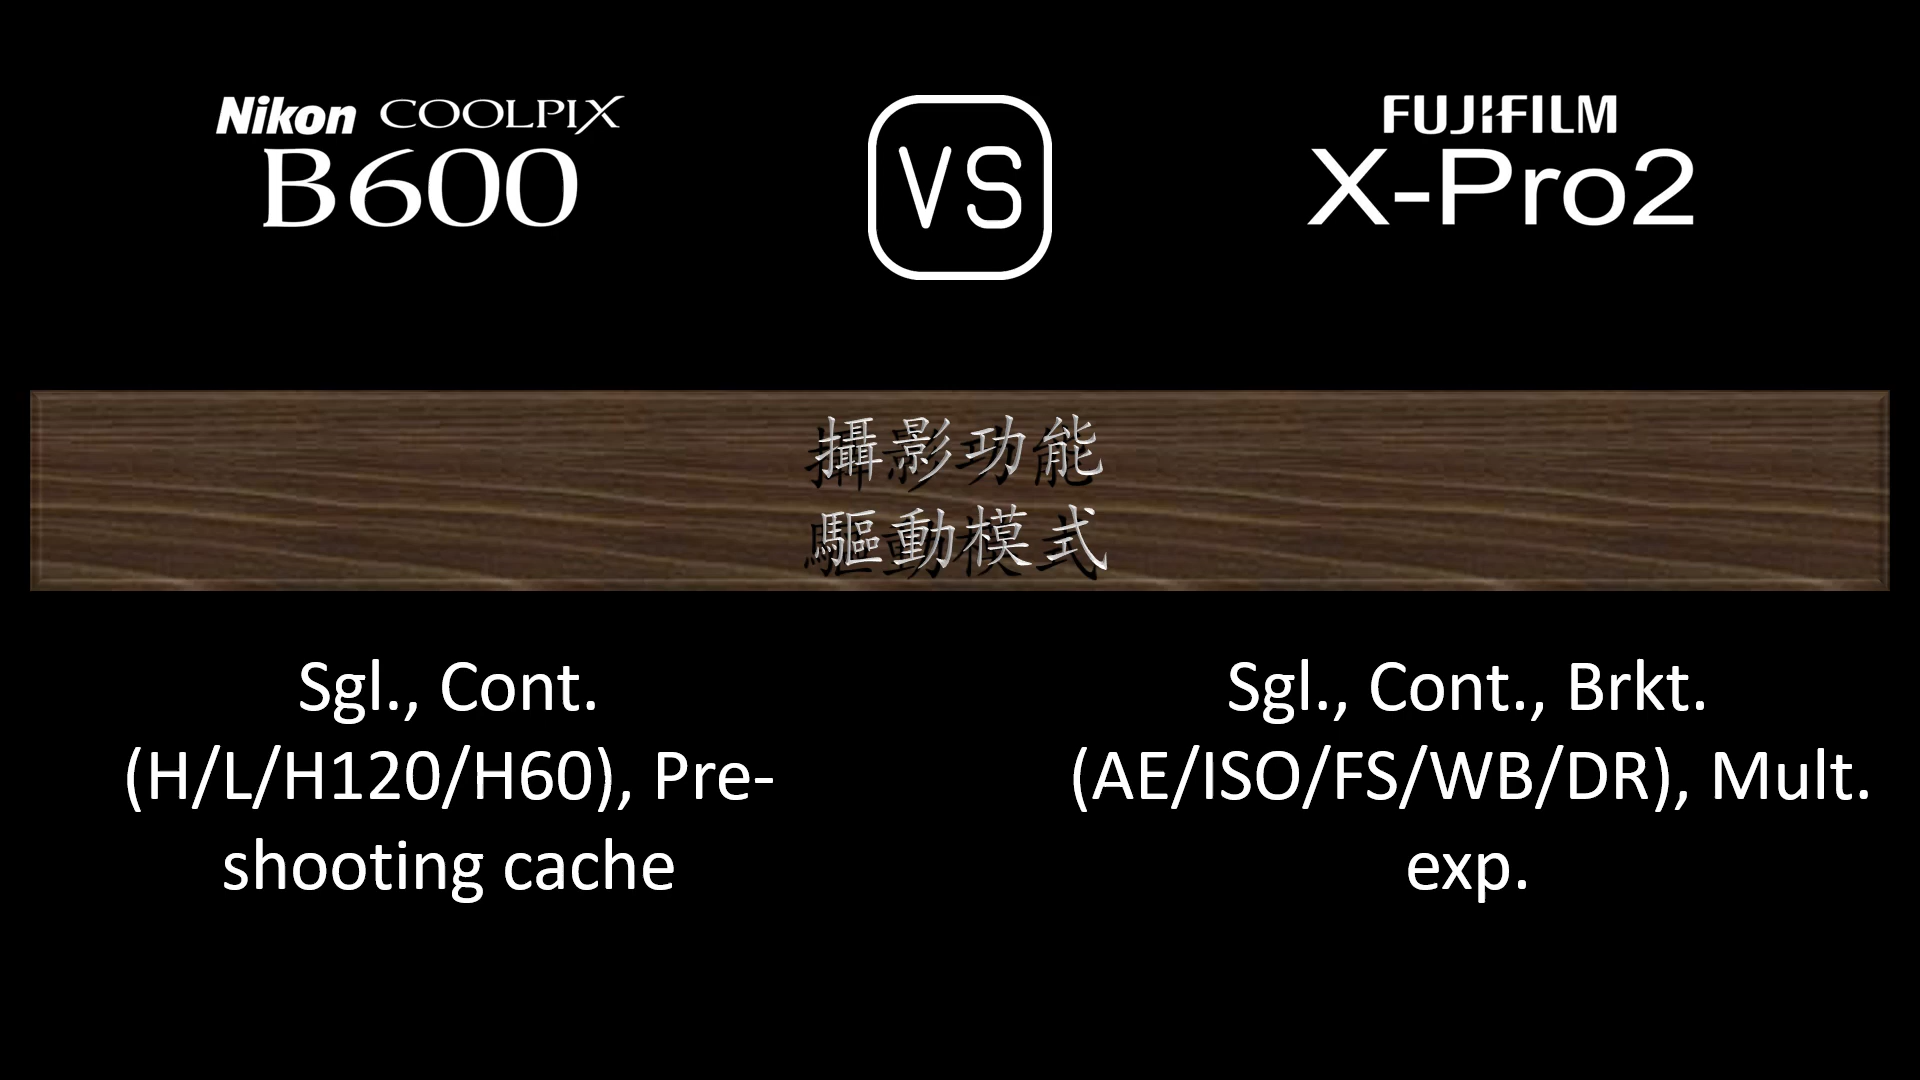 Nikon COOLPIX
B600
VS
FUJIFILM
X-Pro2
攝影功能
驅動模式
Sgl., Cont.
(H/L/H120/H60), Pre-
shooting cache
Sgl., Cont., Brkt.
(AE/ISO/FS/WB/DR), Mult.
exp.